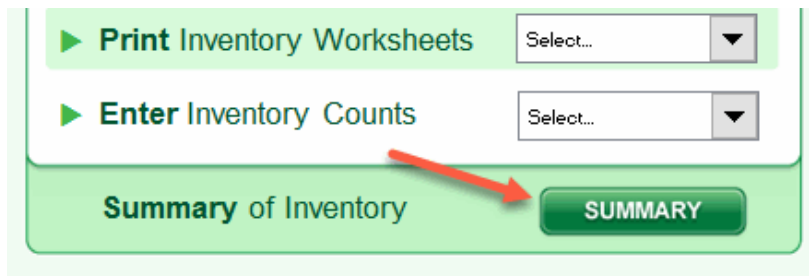 Print Inventory Worksheets Select...
Enter Inventory Counts Select...
Summary of Inventory SUMMARY